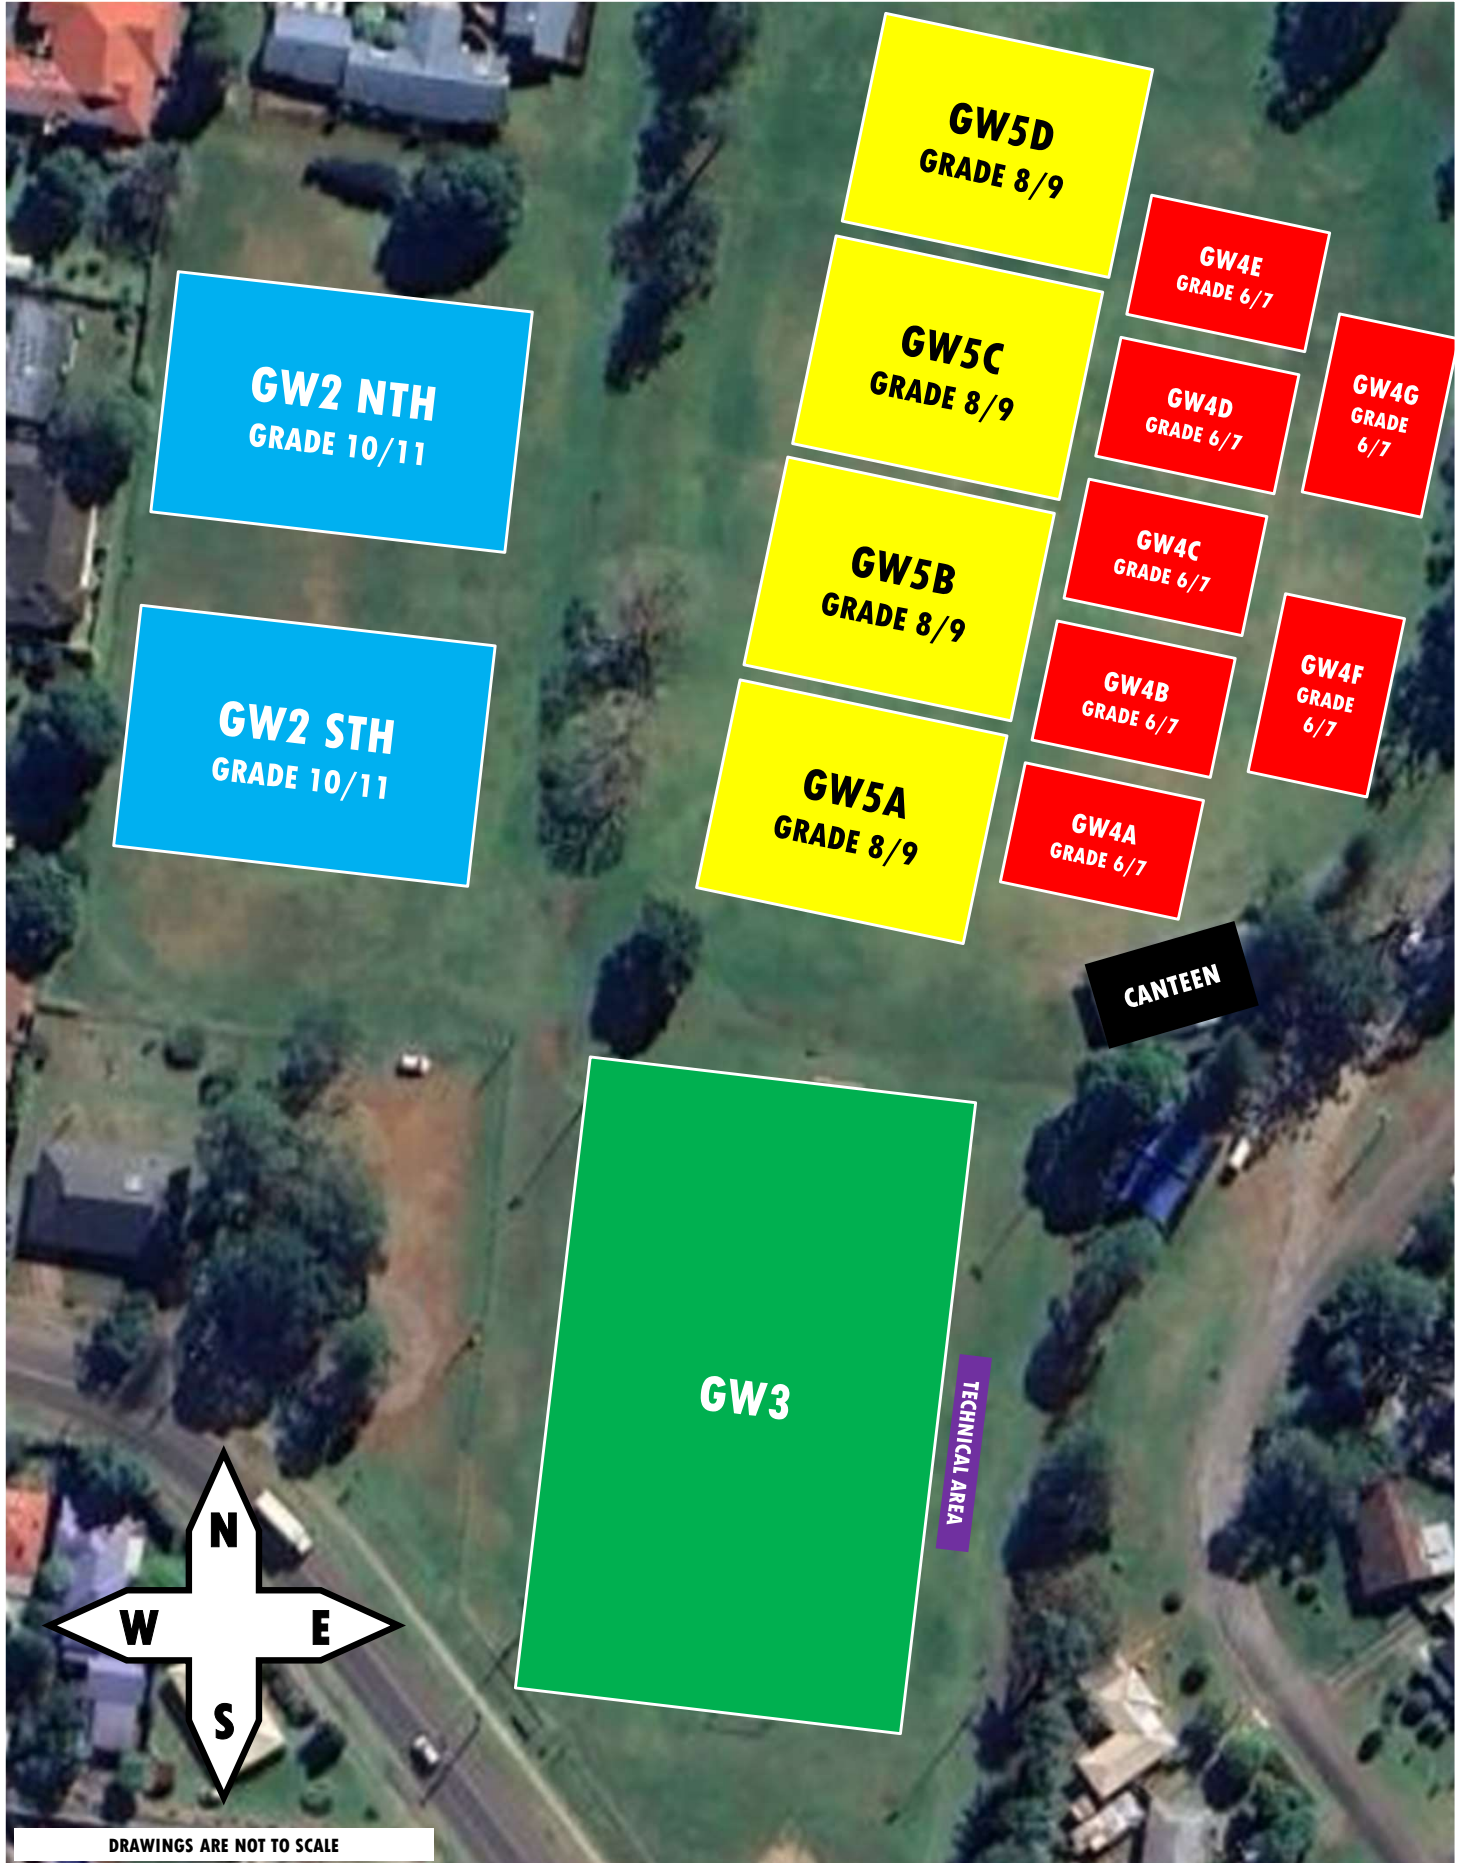 GW5D
GRADE 8/9
GW4E
GRADE 6/7
GW5C
GRADE 8/9
GW4D
GRADE 6/7
GW4G
GRADE
6/7
GW2 NTH
GRADE 10/11
GW5B
GRADE 8/9
GW4C
GRADE 6/7
GW4B
GRADE 6/7
GW4F
GRADE
6/7
GW2 STH
GRADE 10/11
GW5A
GRADE 8/9
GW4A
GRADE 6/7
CANTEEN
GW3
TECHNICAL AREA
N
W
E
S
DRAWINGS ARE NOT TO SCALE